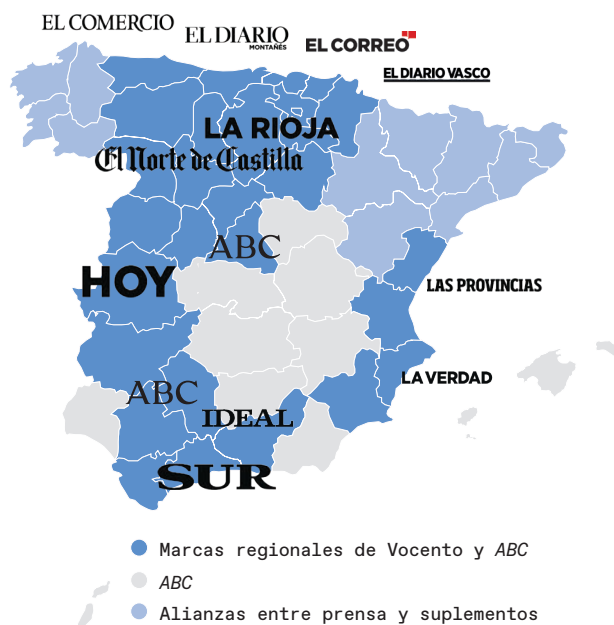 EL COMERCIO
EL DIARIO
MONTAÑÉS
EL CORREO
EL DIARIO VASCO
LA RIOJA
El Norte de Castilla
ABC
HOY
LAS PROVINCIAS
LA VERDAD
ABC
IDEAL
SUR
Marcas regionales de Vocento y ABC
ABC
Alianzas entre prensa y suplementos